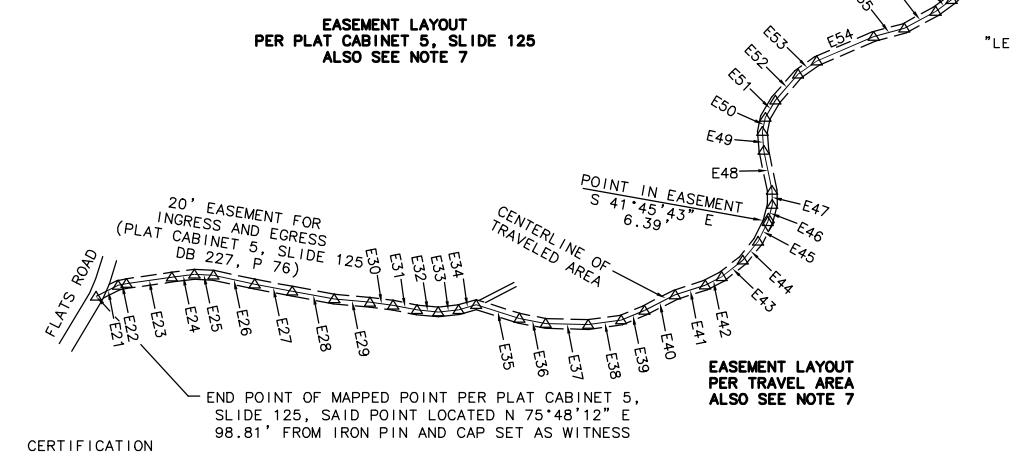 EASEMENT LAYOUT
PER PLAT CABINET 5, SLIDE 125
ALSO SEE NOTE 7
"LE
E54
E53
E52
E51
E50
E49
E48
POINT IN EASEMENT
S 41°45'43" E
6.39'
E47
E46
E45
E44
E43
20' EASEMENT FOR
INGRESS AND EGRESS
(PLAT CABINET 5, SLIDE 125
DB 227, P 76)
CENTERLINE OF
TRAVELED AREA
FLATS ROAD
E21
E22
E23
E24
E25
E26
E27
E28
E29
E30
E31
E32
E33
E34
E35
E36
E37
E38
E39
E40
E41
E42
EASEMENT LAYOUT
PER TRAVEL AREA
ALSO SEE NOTE 7
END POINT OF MAPPED POINT PER PLAT CABINET 5,
SLIDE 125, SAID POINT LOCATED N 75°48'12" E
98.81' FROM IRON PIN AND CAP SET AS WITNESS
CERTIFICATION